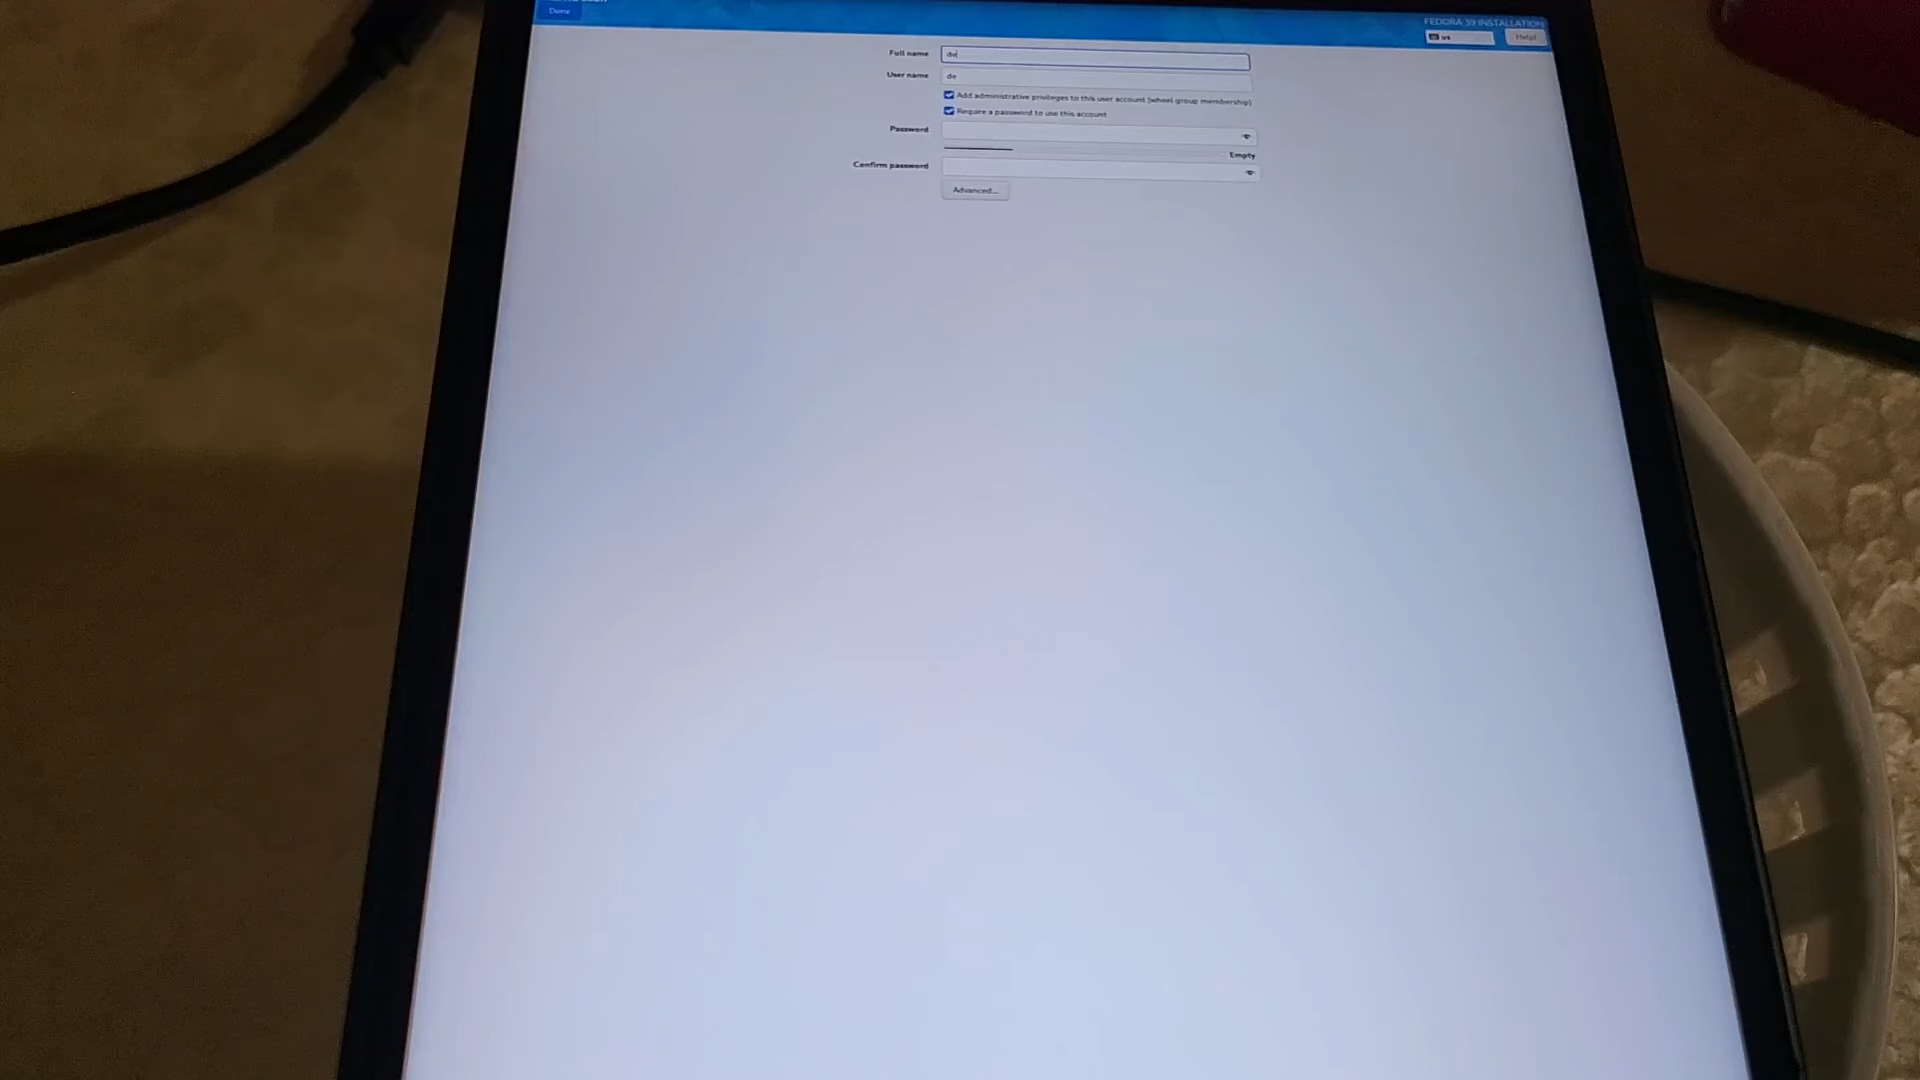 Done
FEDORA 39 INSTALLATION
us
Help!
Full name
de
User name
de
Add administrative privileges to this user account (wheel group membership)
Require a password to use this account
Password
Empty
Confirm password
Advanced...